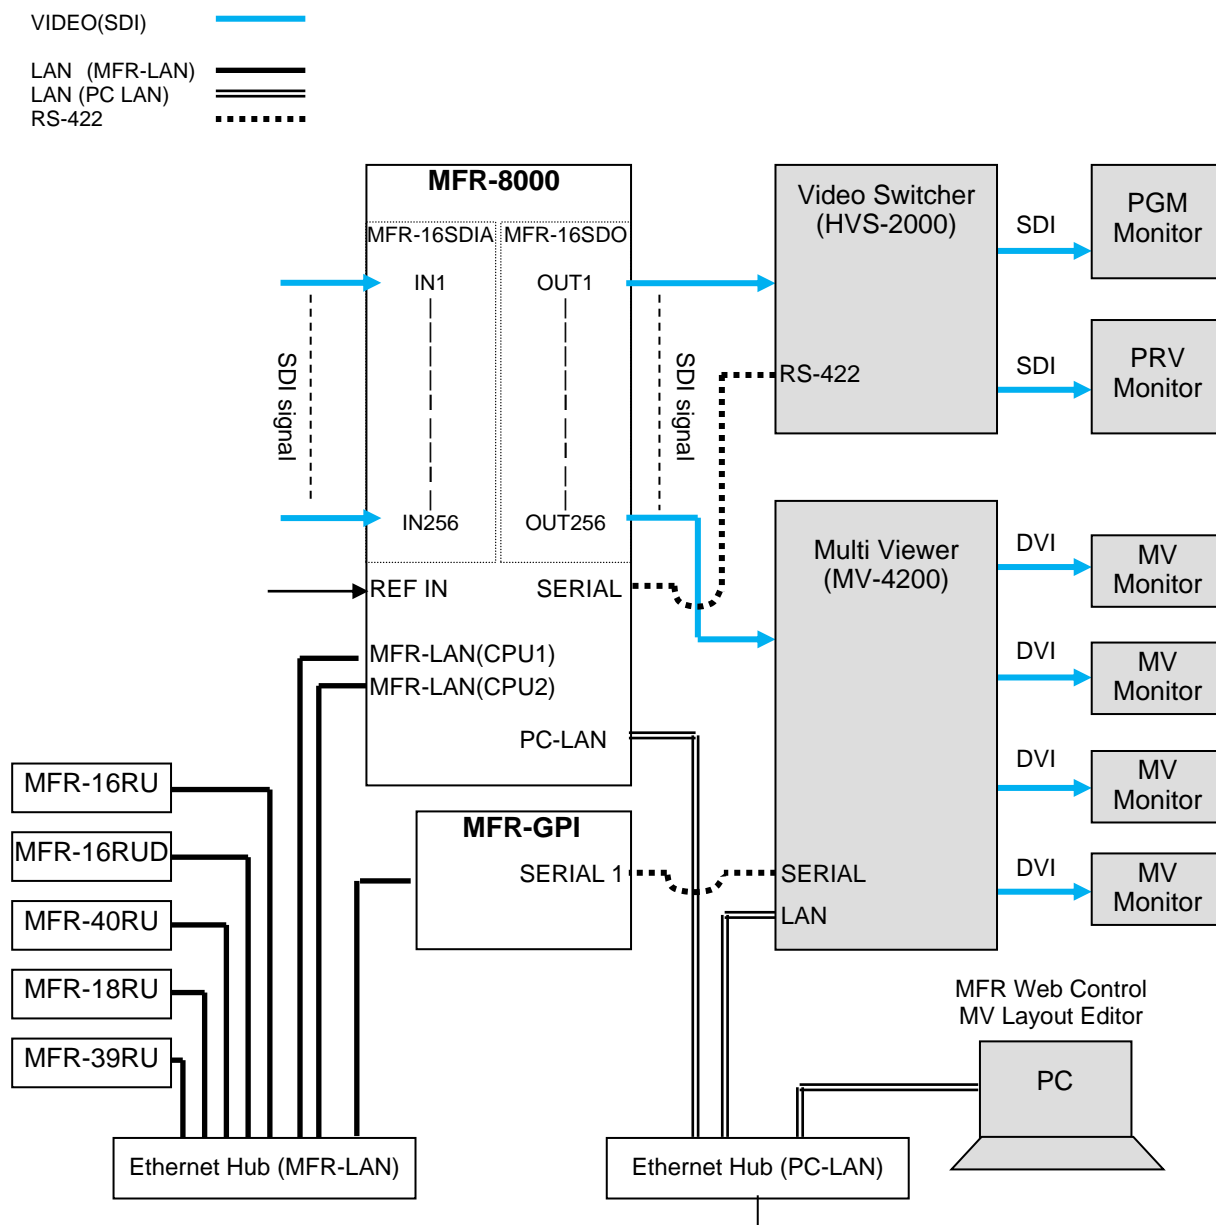 VIDEO(SDI)
LAN (MFR-LAN)
LAN (PC LAN)
RS-422
MFR-8000
MFR-16SDIA
MFR-16SDO
IN1
OUT1
SDI signal
SDI signal
IN256
OUT256
REF IN
SERIAL
MFR-LAN(CPU1)
MFR-LAN(CPU2)
PC-LAN
Video Switcher
(HVS-2000)
RS-422
SDI
PGM
Monitor
SDI
PRV
Monitor
Multi Viewer
(MV-4200)
SERIAL
LAN
DVI
MV
Monitor
DVI
MV
Monitor
DVI
MV
Monitor
DVI
MV
Monitor
MFR-GPI
SERIAL 1
MFR-16RU
MFR-16RUD
MFR-40RU
MFR-18RU
MFR-39RU
MFR Web Control
MV Layout Editor
PC
Ethernet Hub (MFR-LAN)
Ethernet Hub (PC-LAN)